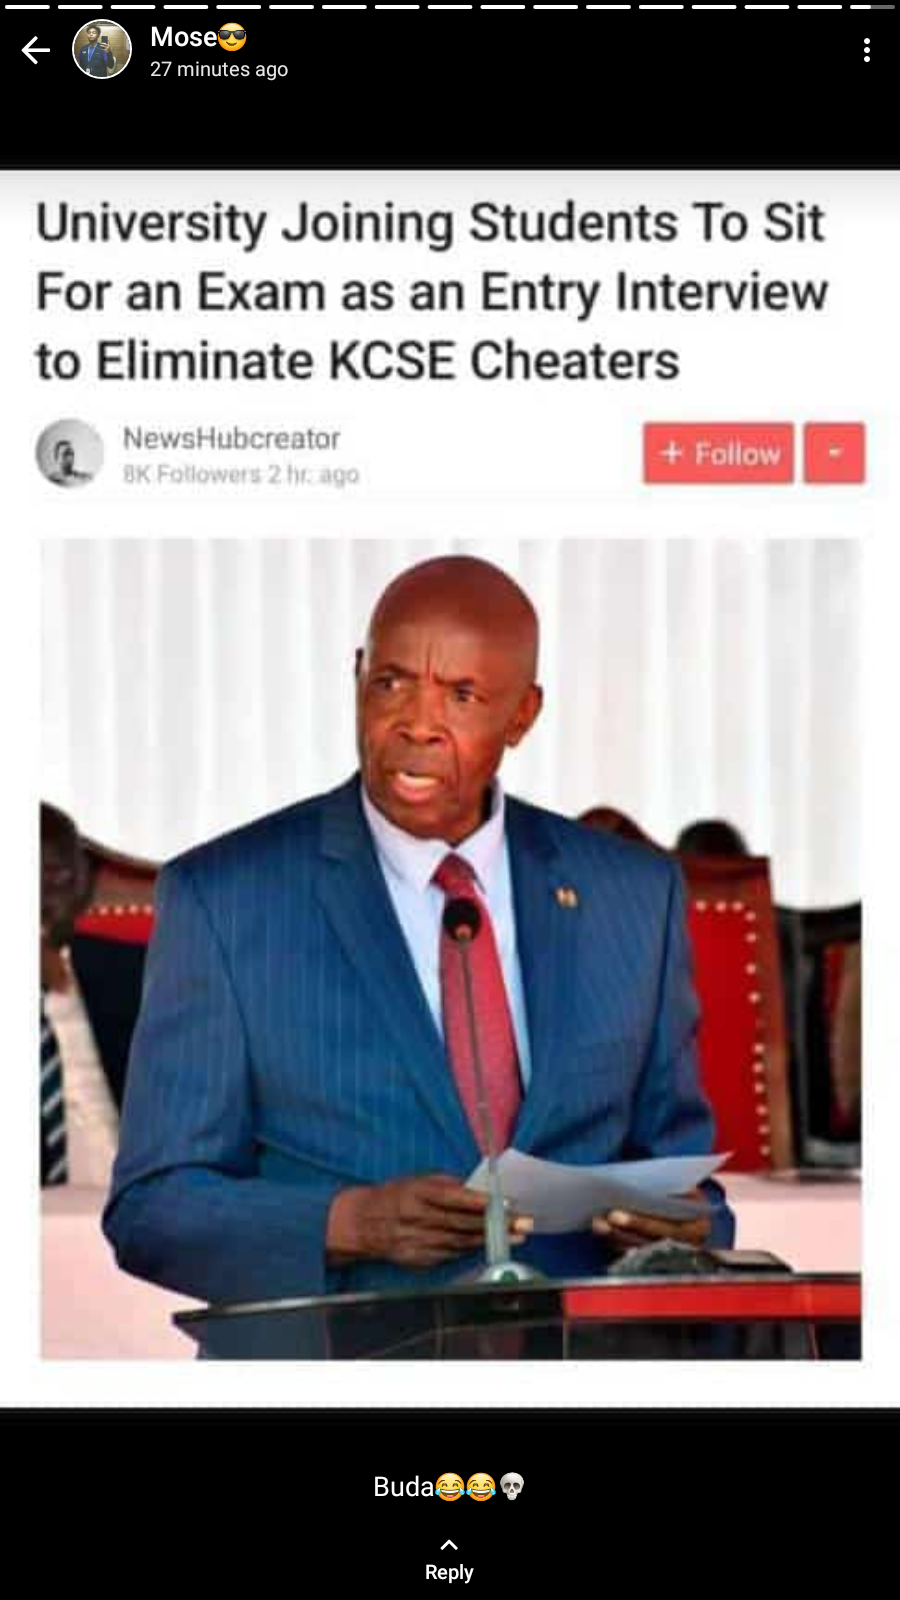 Mose😎
27 minutes ago
University Joining Students To Sit
For an Exam as an Entry Interview
to Eliminate KCSE Cheaters
NewsHubcreator
8K Followers 2 hr. ago
+ Follow
Buda😂😂💀
Reply